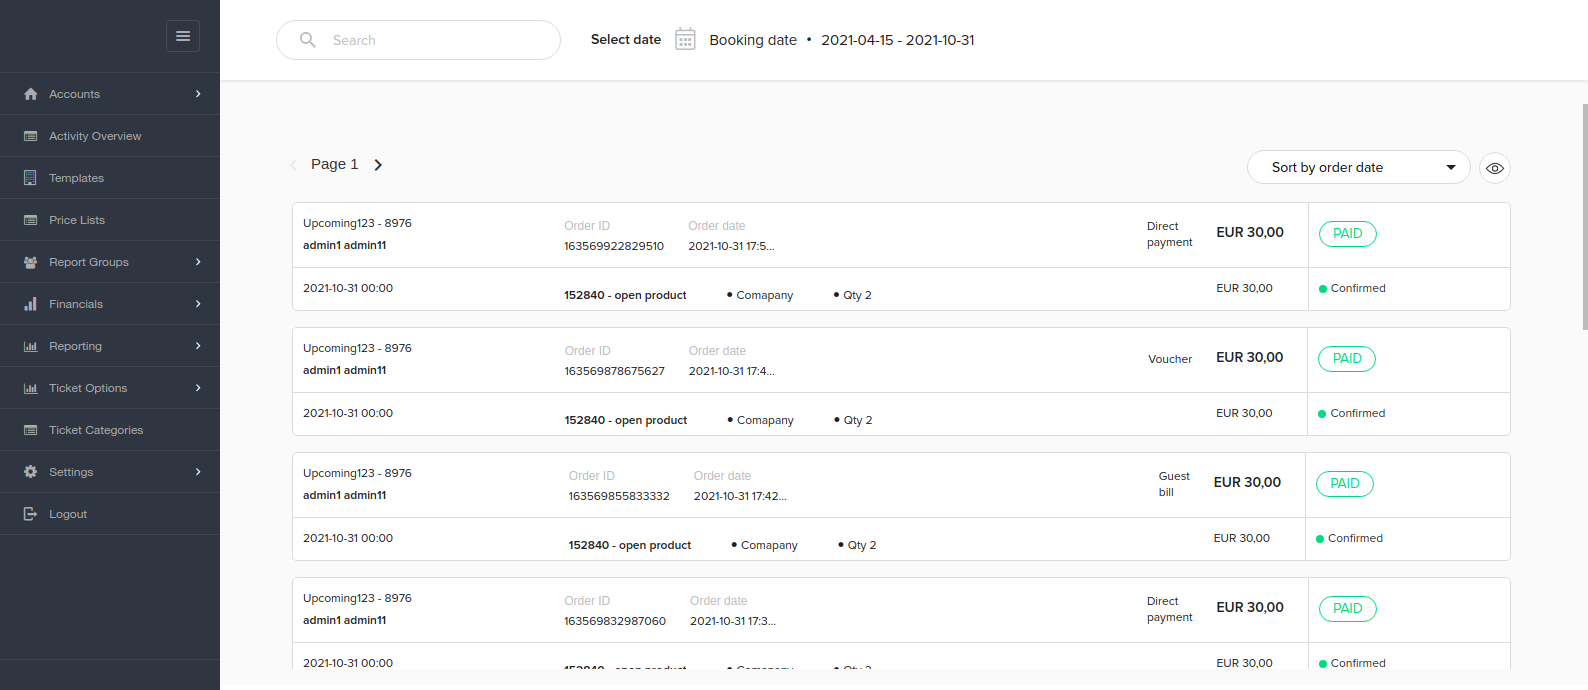 Search
Select date
Booking date • 2021-04-15 - 2021-10-31
Accounts
Activity Overview
Templates
Price Lists
Report Groups
Financials
Reporting
Ticket Options
Ticket Categories
Settings
Logout
Page 1
Sort by order date
Upcoming123 - 8976
admin1 admin11
Order ID
163569922829510
Order date
2021-10-31 17:5...
Direct
payment
EUR 30,00
PAID
2021-10-31 00:00
152840 - open product
• Comapany
• Qty 2
EUR 30,00
Confirmed
Upcoming123 - 8976
admin1 admin11
Order ID
163569878675627
Order date
2021-10-31 17:4...
Voucher
EUR 30,00
PAID
2021-10-31 00:00
152840 - open product
• Comapany
• Qty 2
EUR 30,00
Confirmed
Upcoming123 - 8976
admin1 admin11
Order ID
163569855833332
Order date
2021-10-31 17:42...
Guest
bill
EUR 30,00
PAID
2021-10-31 00:00
152840 - open product
• Comapany
• Qty 2
EUR 30,00
Confirmed
Upcoming123 - 8976
admin1 admin11
Order ID
163569832987060
Order date
2021-10-31 17:3...
Direct
payment
EUR 30,00
PAID
2021-10-31 00:00
152840 - open product
• Comapany
• Qty 2
EUR 30,00
Confirmed